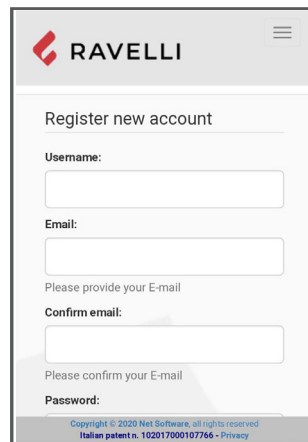 RAVELLI
Register new account
Username:
Email:
Please provide your E-mail
Confirm email:
Please confirm your E-mail
Password:
Copyright © 2020 Net Software, all rights reserved
Italian patent n. 102017000107766 - Privacy